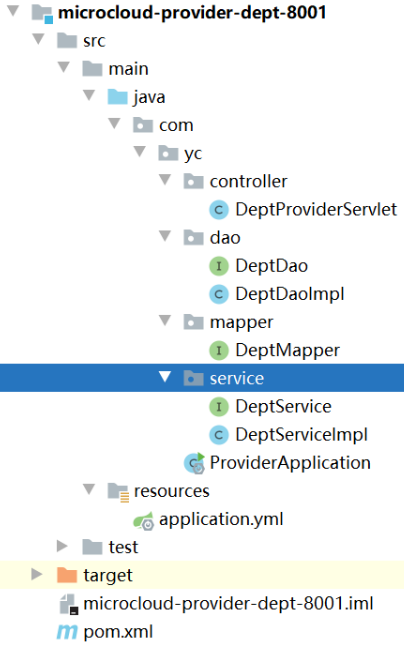 microcloud-provider-dept-8001
src
main
java
com
yc
controller
DeptProviderServlet
dao
DeptDao
DeptDaoImpl
mapper
DeptMapper
service
DeptService
DeptServiceImpl
ProviderApplication
resources
application.yml
test
target
microcloud-provider-dept-8001.iml
pom.xml